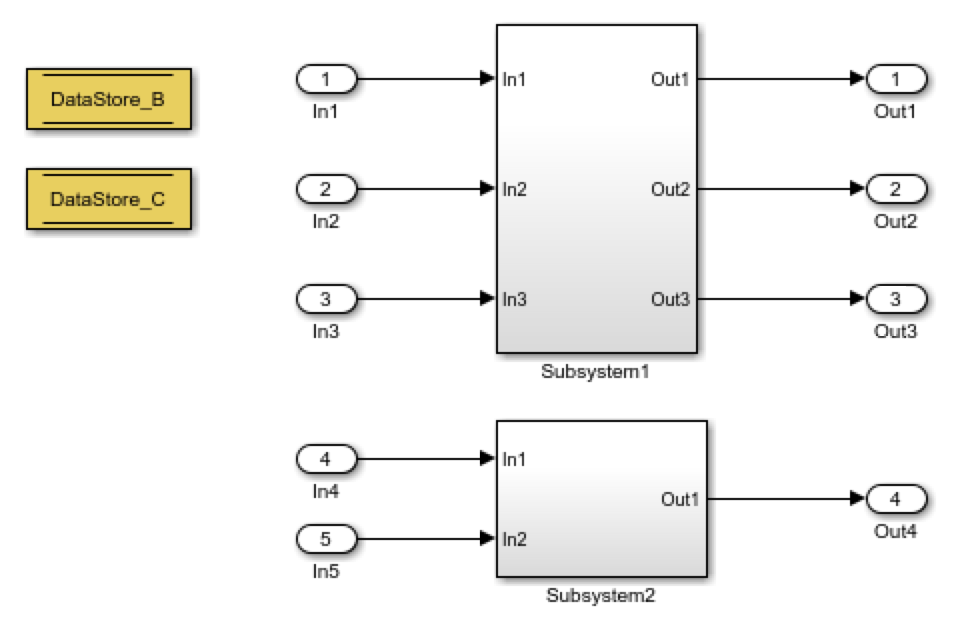 DataStore_B
DataStore_C
1
In1
2
In2
3
In3
In1
In2
In3
Out1
Out2
Out3
Subsystem1
1
Out1
2
Out2
3
Out3
4
In4
5
In5
In1
In2
Out1
Subsystem2
4
Out4